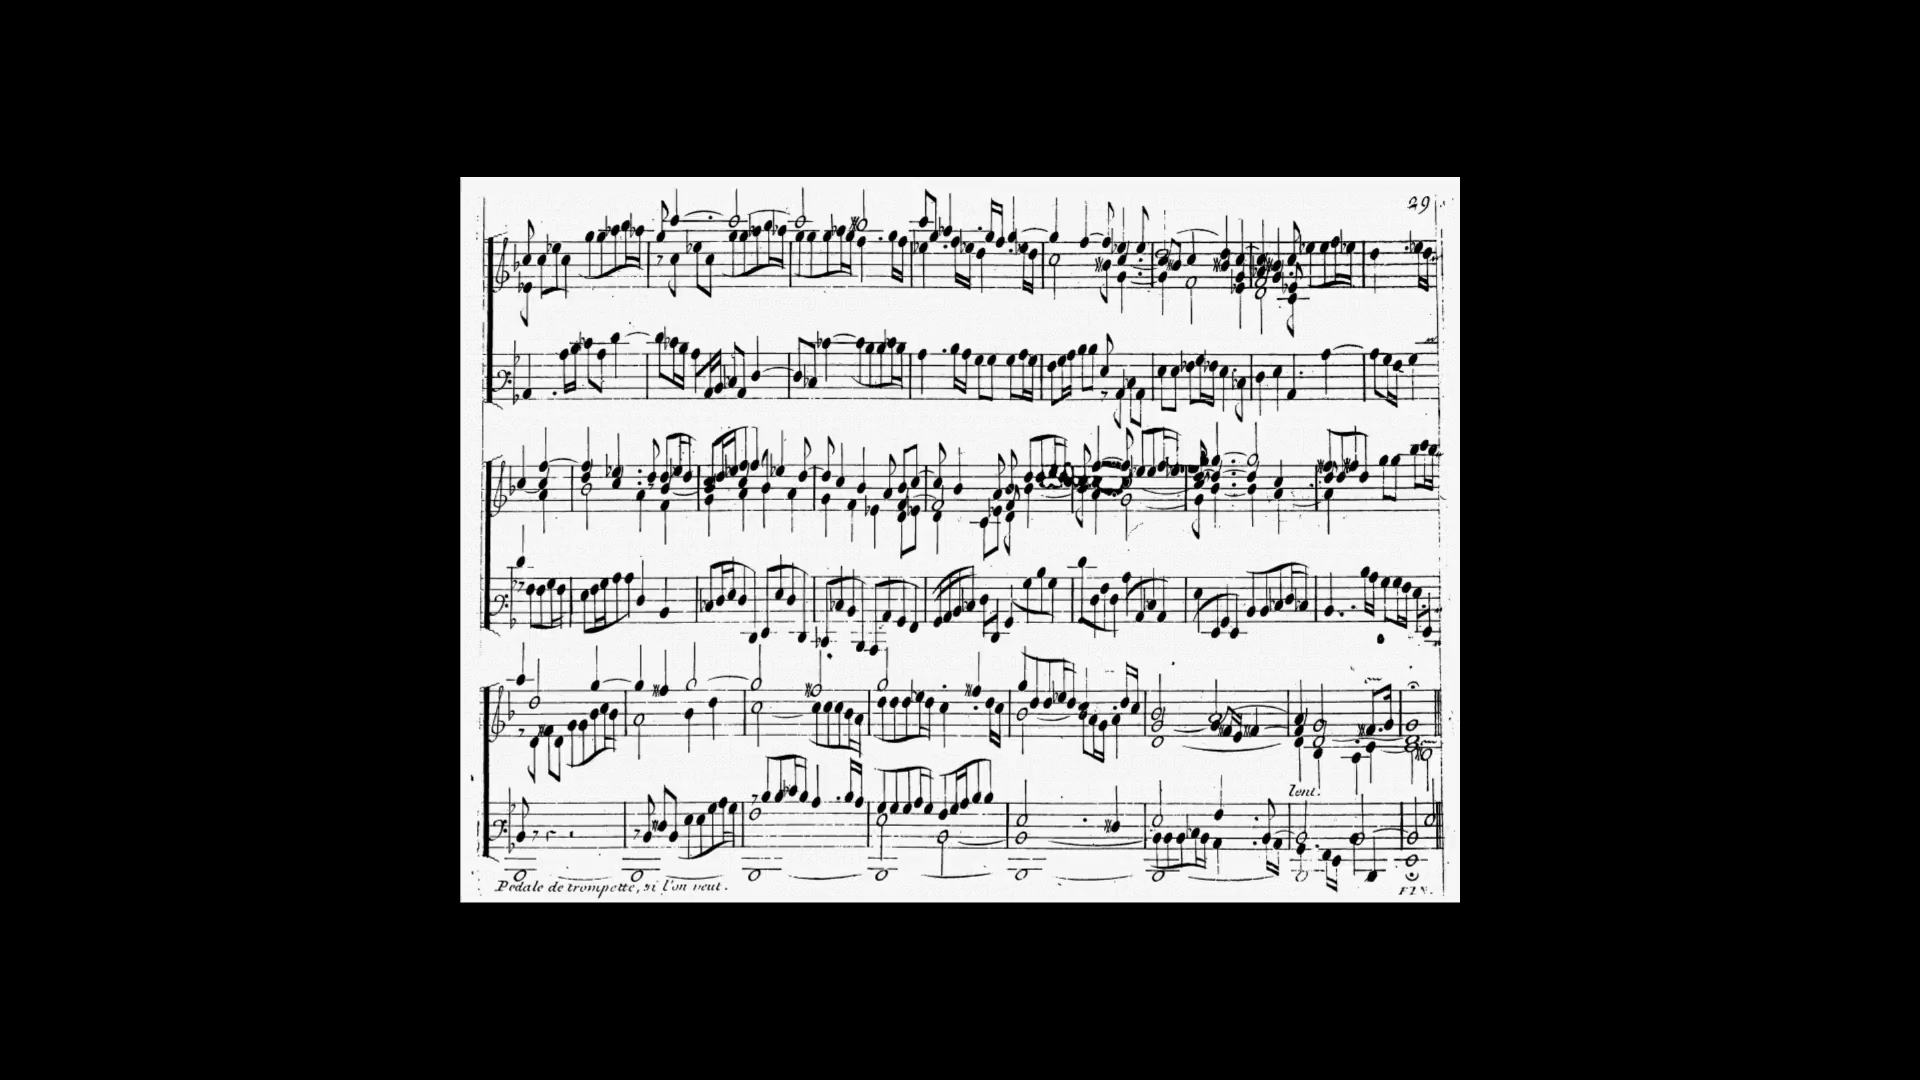 29
lent.
Pedale de trompette, si l'on veut.
FIN.